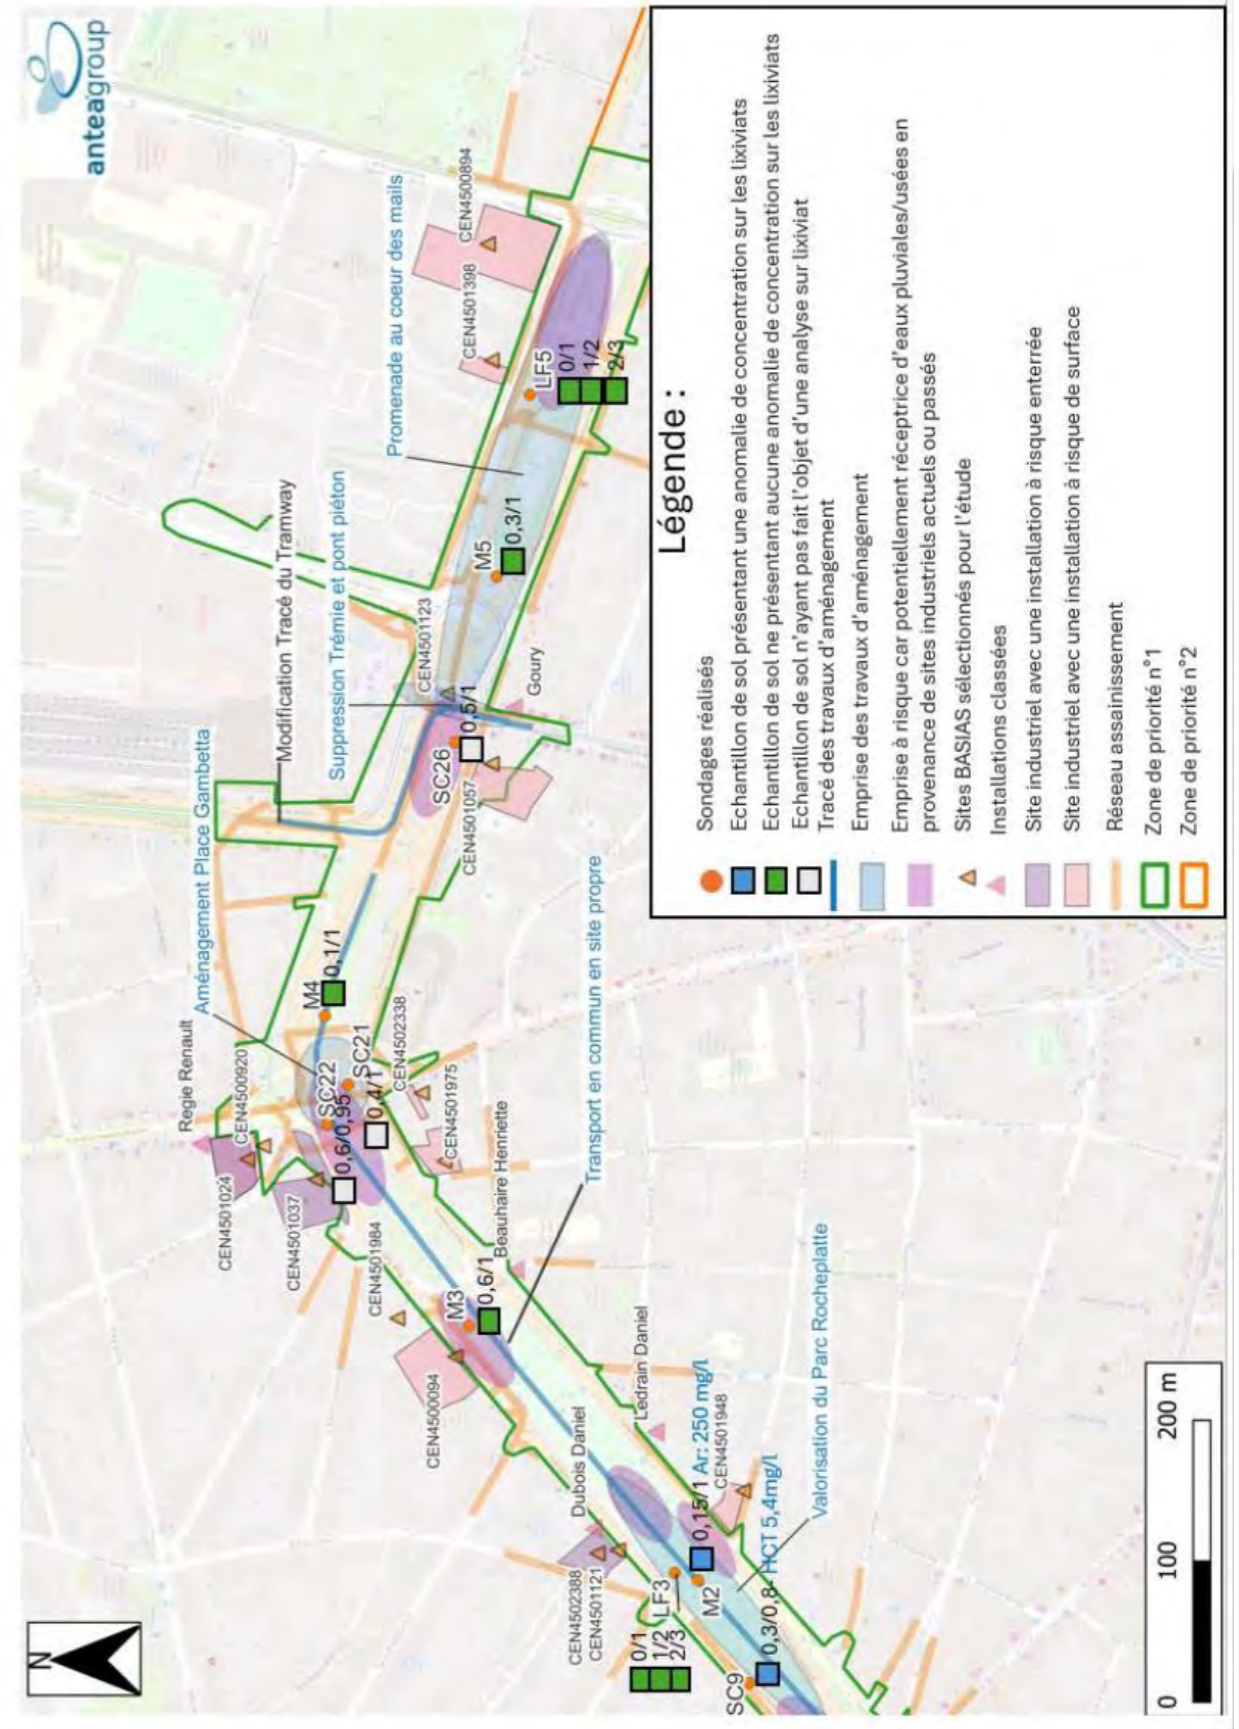 anteagroup
N
Promenade au coeur des mails
CEN4500894
CEN4501398
LF5
0/1
1/2
2/3
Modification Tracé du Tramway
Suppression Trémie et pont piéton
M5
0,3/1
CEN4501123
Goury
0,5/1
SC26
CEN4501057
Aménagement Place Gambetta
M4
0,1/1
Regie Renault
CEN4500920
SC22
SC21
CEN4502338
0,6/0,95
0,4/1
CEN4501975
CEN4501024
CEN4501037
CEN4501984
Beauhaire Henriette
Transport en commun en site propre
M3
0,6/1
CEN4500094
Ledrain Daniel
Dubois Daniel
0,15/1 Ar: 250 mg/l
CEN4501948
Valorisation du Parc Rocheplatte
CEN4502388
CEN4501121
LF3
M2
0/1
1/2
2/3
0,3/0,8- HCT 5,4mg/l
SC9
0 100 200 m
Légende :
Sondages réalisés
Echantillon de sol présentant une anomalie de concentration sur les lixiviats
Echantillon de sol ne présentant aucune anomalie de concentration sur les lixiviats
Echantillon de sol n'ayant pas fait l'objet d'une analyse sur lixiviat
Tracé des travaux d'aménagement
Emprise des travaux d'aménagement
Emprise à risque car potentiellement réceptrice d'eaux pluviales/usées en
provenance de sites industriels actuels ou passés
Sites BASIAS sélectionnés pour l'étude
Installations classées
Site industriel avec une installation à risque enterrée
Site industriel avec une installation à risque de surface
Réseau assainissement
Zone de priorité n°1
Zone de priorité n°2